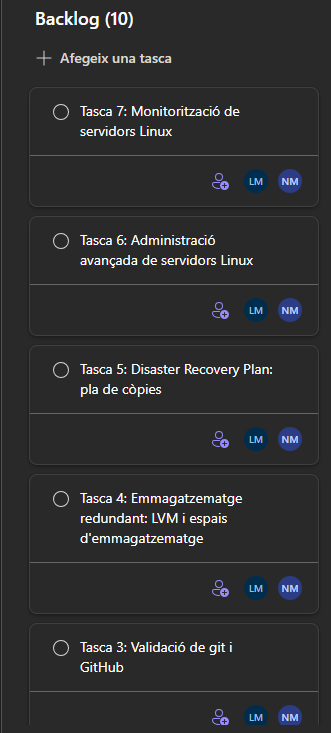 Backlog (10)
Afegeix una tasca
Tasca 7: Monitorització de
servidors Linux
LM NM
Tasca 6: Administració
avançada de servidors Linux
LM NM
Tasca 5: Disaster Recovery Plan:
pla de còpies
LM NM
Tasca 4: Emmagatzematge
redundant: LVM i espais
d'emmagatzematge
LM NM
Tasca 3: Validació de git i
GitHub
LM NM